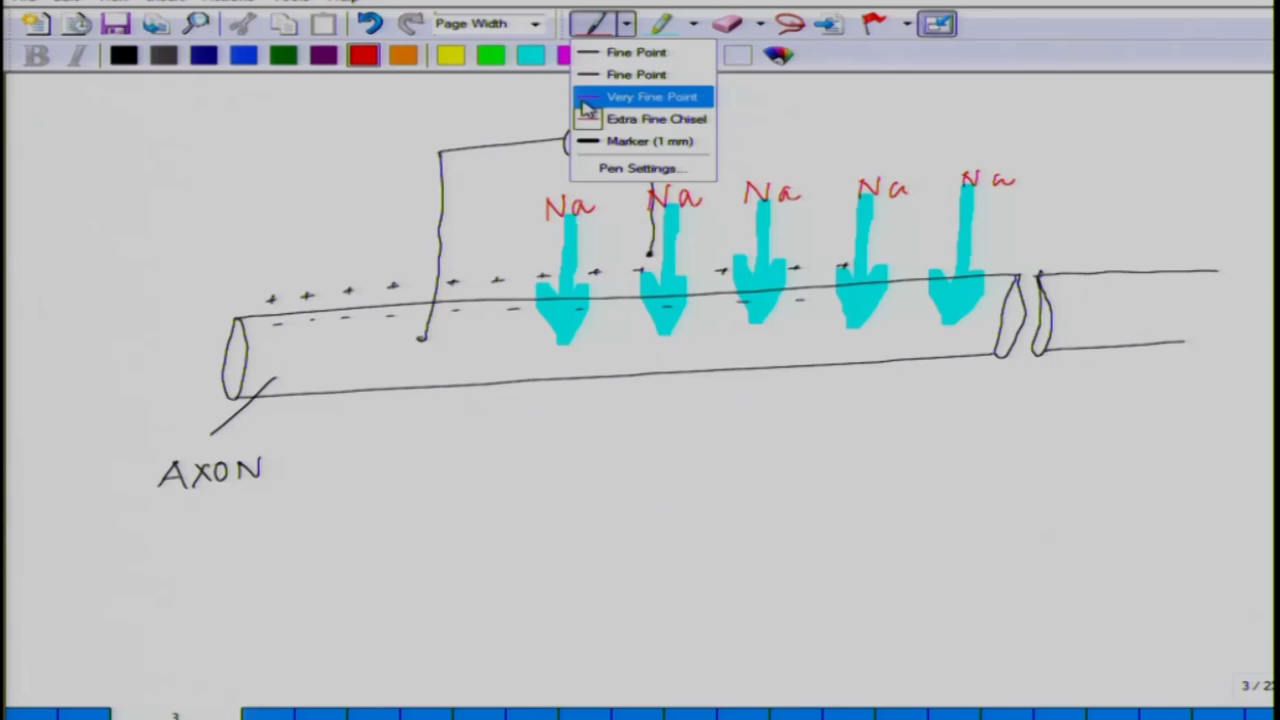 Page Width
B I
Fine Point
Fine Point
Very Fine Point
Extra Fine Chisel
Marker (1 mm)
Pen Settings...
Na Na Na Na Na
+ + + + + + + + + + + +
AXON
3 / 2
3